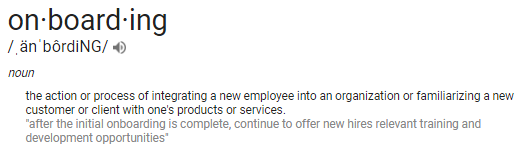 on·board·ing
/ˌänˈbôrdiNG/
noun
the action or process of integrating a new employee into an organization or familiarizing a new
customer or client with one's products or services.
"after the initial onboarding is complete, continue to offer new hires relevant training and
development opportunities"